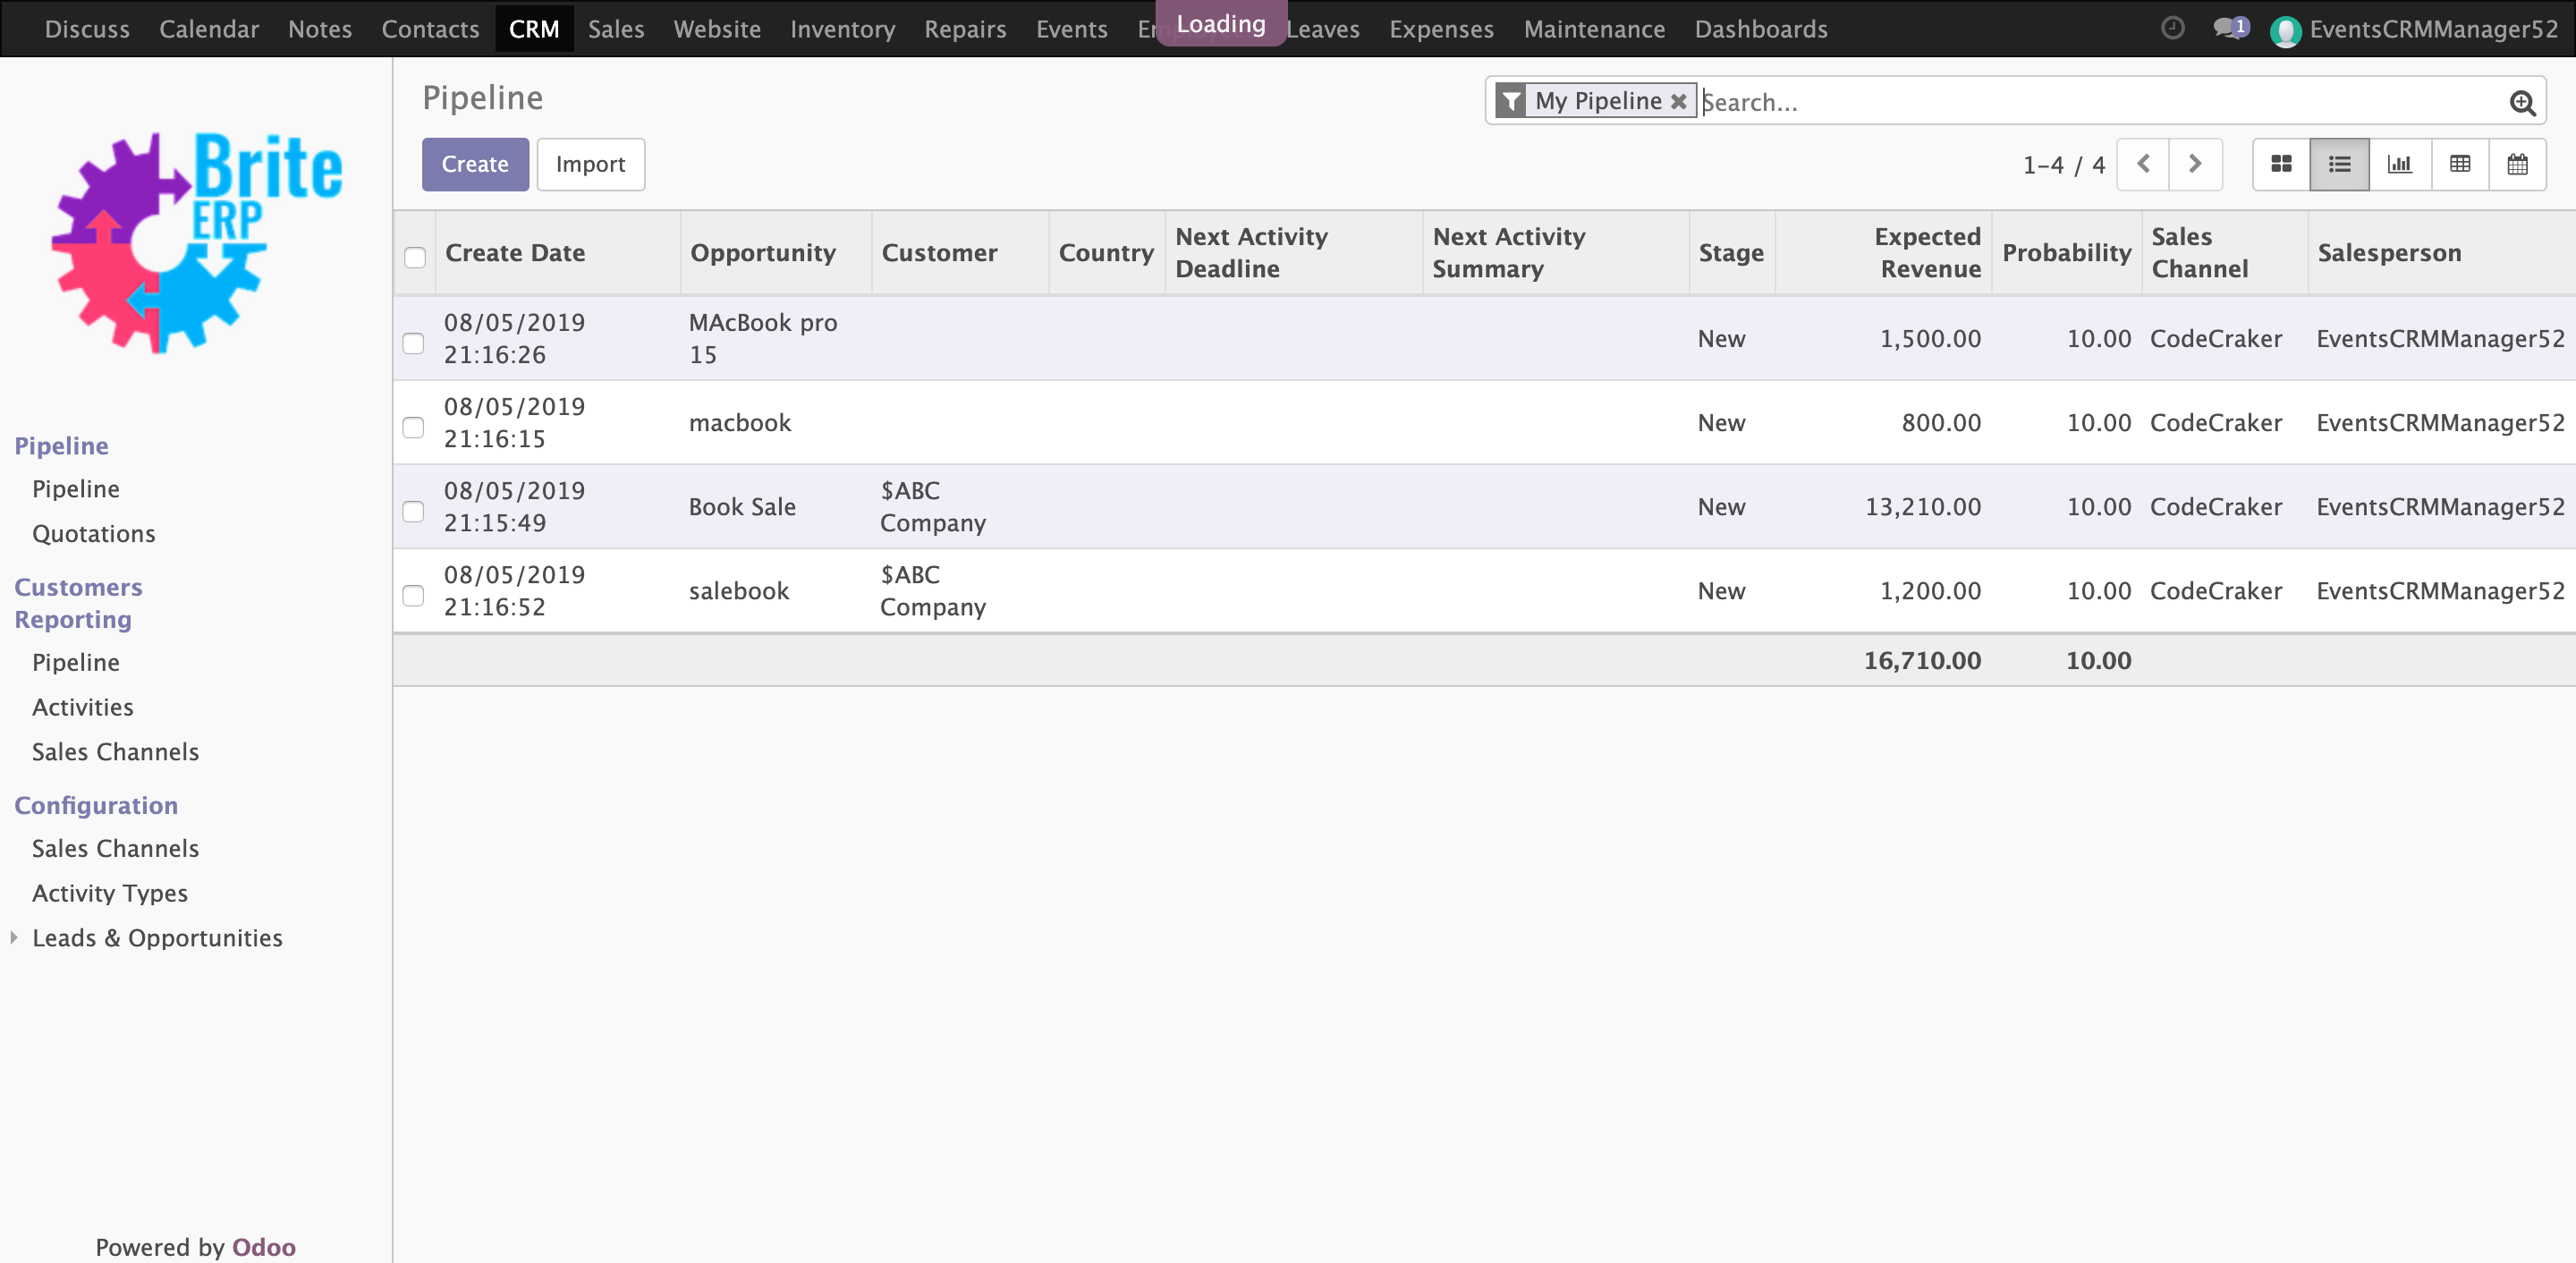 Discuss Calendar Notes Contacts CRM Sales Website Inventory Repairs Events Loading Leaves Expenses Maintenance Dashboards 1 EventsCRMManager52
Brite
ERP
Pipeline
Pipeline
Quotations
Customers
Reporting
Pipeline
Activities
Sales Channels
Configuration
Sales Channels
Activity Types
Leads & Opportunities
Powered by Odoo
Pipeline
My Pipeline Search...
Create Import
1-4 / 4
Create Date Opportunity Customer Country Next Activity Deadline Next Activity Summary Stage Expected Revenue Probability Sales Channel Salesperson
08/05/2019 21:16:26 MAcBook pro 15 New 1,500.00 10.00 CodeCraker EventsCRMManager52
08/05/2019 21:16:15 macbook New 800.00 10.00 CodeCraker EventsCRMManager52
08/05/2019 21:15:49 Book Sale $ABC Company New 13,210.00 10.00 CodeCraker EventsCRMManager52
08/05/2019 21:16:52 salebook $ABC Company New 1,200.00 10.00 CodeCraker EventsCRMManager52
16,710.00 10.00